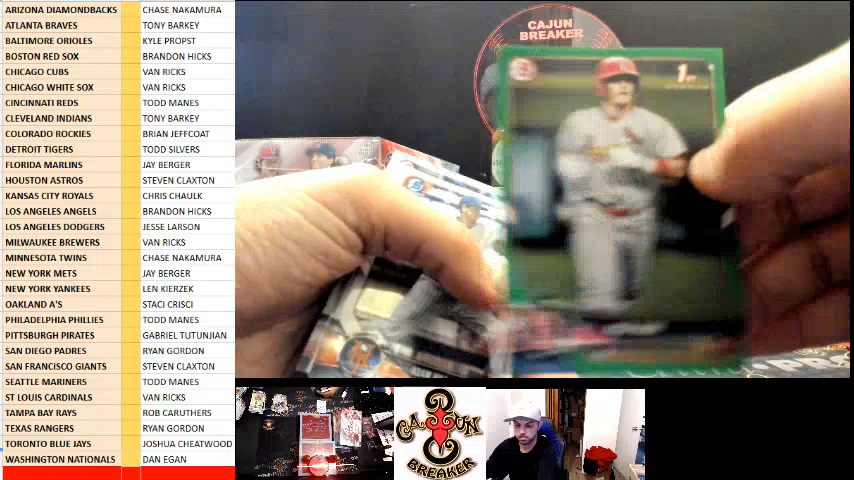 ARIZONA DIAMONDBACKS CHASE NAKAMURA
ATLANTA BRAVES TONY BARKEY
BALTIMORE ORIOLES KYLE PROPST
BOSTON RED SOX BRANDON HICKS
CHICAGO CUBS VAN RICKS
CHICAGO WHITE SOX VAN RICKS
CINCINNATI REDS TODD MANES
CLEVELAND INDIANS TONY BARKEY
COLORADO ROCKIES BRIAN JEFFCOAT
DETROIT TIGERS TODD SILVERS
FLORIDA MARLINS JAY BERGER
HOUSTON ASTROS STEVEN CLAXTON
KANSAS CITY ROYALS CHRIS CHAULK
LOS ANGELES ANGELS BRANDON HICKS
LOS ANGELES DODGERS JESSE LARSON
MILWAUKEE BREWERS VAN RICKS
MINNESOTA TWINS CHASE NAKAMURA
NEW YORK METS JAY BERGER
NEW YORK YANKEES LEN KIERZEK
OAKLAND A'S STACI CRISCI
PHILADELPHIA PHILLIES TODD MANES
PITTSBURGH PIRATES GABRIEL TUTUNJIAN
SAN DIEGO PADRES RYAN GORDON
SAN FRANCISCO GIANTS STEVEN CLAXTON
SEATTLE MARINERS TODD MANES
ST LOUIS CARDINALS VAN RICKS
TAMPA BAY RAYS ROB CARUTHERS
TEXAS RANGERS RYAN GORDON
TORONTO BLUE JAYS JOSHUA CHEATWOOD
WASHINGTON NATIONALS DAN EGAN
CAJUN
BREAKER
1ST
CAJUN
BREAKER